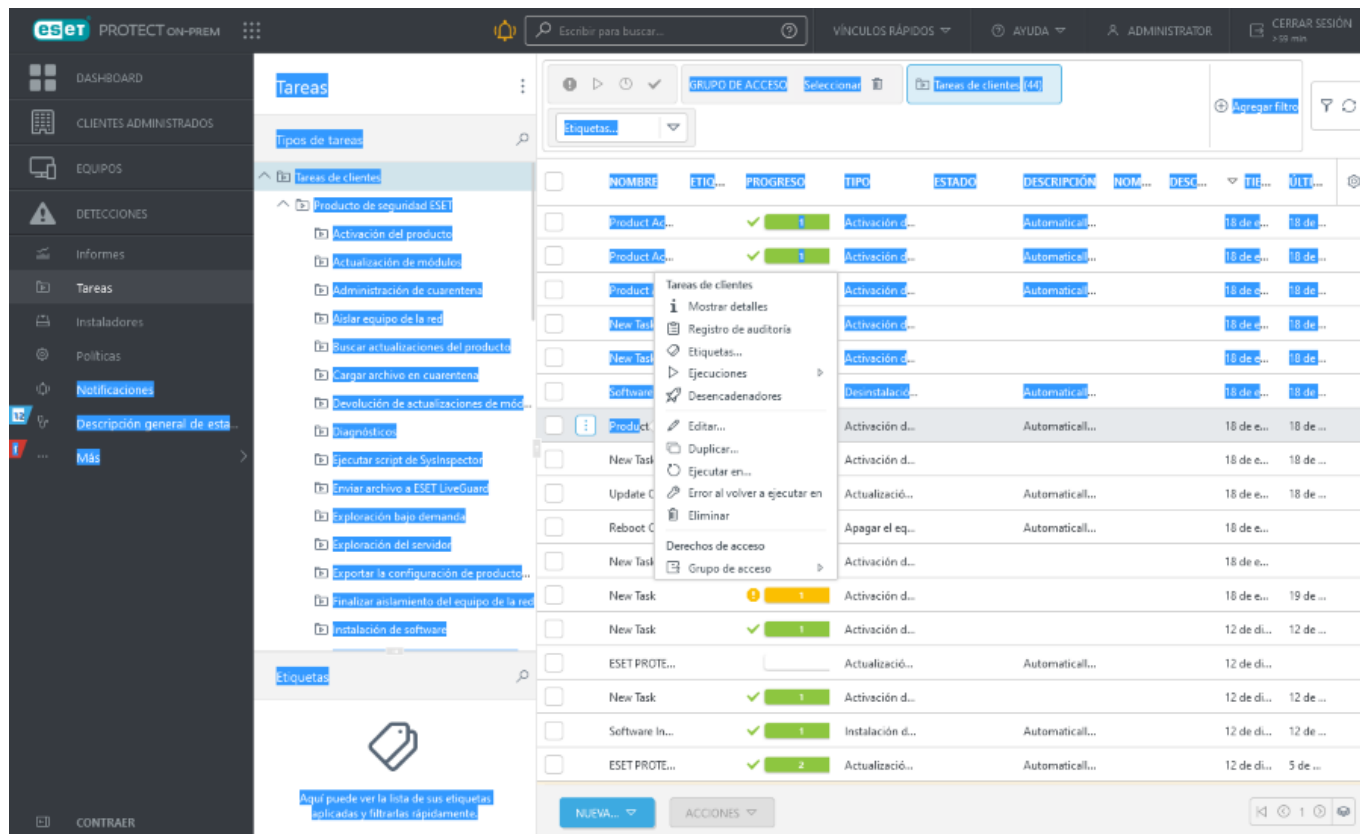 eset PROTECT ON-PREM
Escribir para buscar...
VÍNCULOS RÁPIDOS
AYUDA
ADMINISTRATOR
CERRAR SESIÓN
> 59 min
DASHBOARD
CLIENTES ADMINISTRADOS
EQUIPOS
DETECCIONES
Informes
Tareas
Instaladores
Políticas
Notificaciones
12
Descripción general de esta...
1
Más
CONTRAER
Tareas
Tipos de tareas
Tareas de clientes
Producto de seguridad ESET
Activación del producto
Actualización de módulos
Administración de cuarentena
Aislar equipo de la red
Buscar actualizaciones del producto
Cargar archivo en cuarentena
Devolución de actualizaciones de mód...
Diagnósticos
Ejecutar script de SysInspector
Enviar archivo a ESET LiveGuard
Exploración bajo demanda
Exploración del servidor
Exportar la configuración de producto...
Finalizar aislamiento del equipo de la red
Instalación de software
Etiquetas
Aquí puede ver la lista de sus etiquetas
aplicadas y filtrarlas rápidamente.
GRUPO DE ACCESO Seleccionar
Tareas de clientes (44)
Agregar filtro
Etiquetas...
NOMBRE ETIQ... PROGRESO TIPO ESTADO DESCRIPCIÓN NOM... DESC... TIE... ÚLTI...
Product Ac... 1 Activación d... Automaticall... 18 de e... 18 de ...
Product Ac... 1 Activación d... Automaticall... 18 de e... 18 de ...
Product Activación d... Automaticall... 18 de e... 18 de ...
New Task Activación d... 18 de e... 18 de ...
New Task Activación d... 18 de e... 18 de ...
Software Desinstalació... Automaticall... 18 de e... 18 de ...
Product Activación d... Automaticall... 18 de e... 18 de ...
New Task Activación d... 18 de e... 18 de ...
Update Actualizació... Automaticall... 18 de e... 18 de ...
Reboot Apagar el eq... Automaticall... 18 de e...
New Task Activación d... 18 de e...
New Task 1 Activación d... 18 de e... 19 de ...
New Task 1 Activación d... 12 de di... 12 de ...
ESET PROTE... Actualizació... Automaticall... 12 de di...
New Task 1 Activación d... 12 de di... 12 de ...
Software In... 1 Instalación d... Automaticall... 12 de di... 12 de ...
ESET PROTE... 2 Actualizació... Automaticall... 12 de di... 5 de ...
Tareas de clientes
Mostrar detalles
Registro de auditoría
Etiquetas...
Ejecuciones
Desencadenadores
Editar...
Duplicar...
Ejecutar en...
Error al volver a ejecutar en
Eliminar
Derechos de acceso
Grupo de acceso
NUEVA...
ACCIONES
1